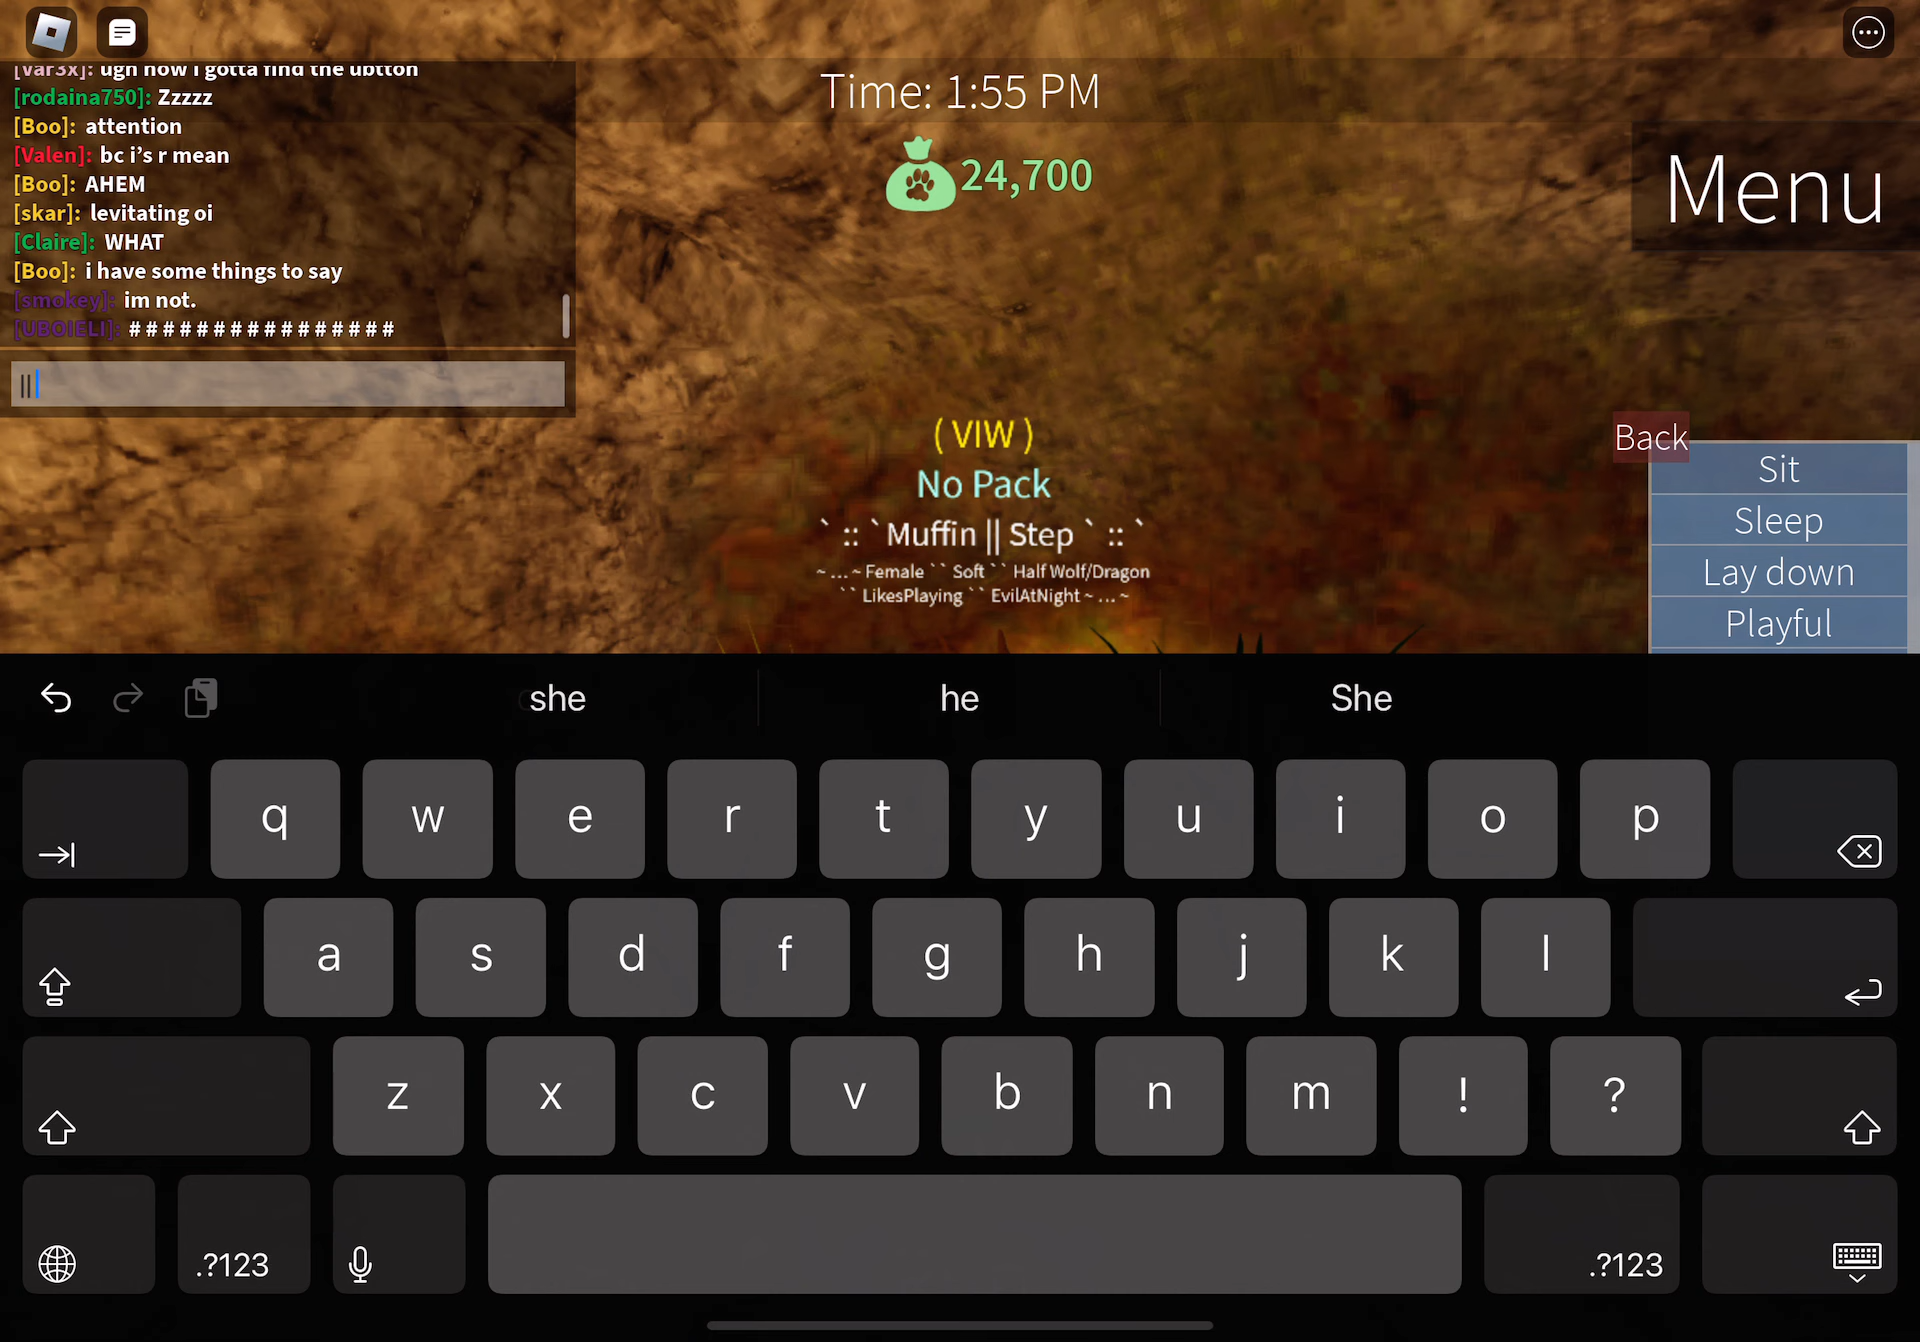 [Var3x]: ugh now i gotta find the ubtton
[rodaina750]: Zzzzz
[Boo]: attention
[Valen]: bc i's r mean
[Boo]: AHEM
[skar]: levitating oi
[Claire]: WHAT
[Boo]: i have some things to say
[smokey]: im not.
[UBOIELI]: ################
||
Time: 1:55 PM
24,700
Menu
(VIW)
No Pack
` :: `Muffin || Step ` :: `
~ ... ~ Female `` Soft `` Half Wolf/Dragon
`` LikesPlaying `` EvilAtNight ~ ... ~
Back
Sit
Sleep
Lay down
Playful
she he She
q w e r t y u i o p
a s d f g h j k l
z x c v b n m ! ?
.?123 .?123